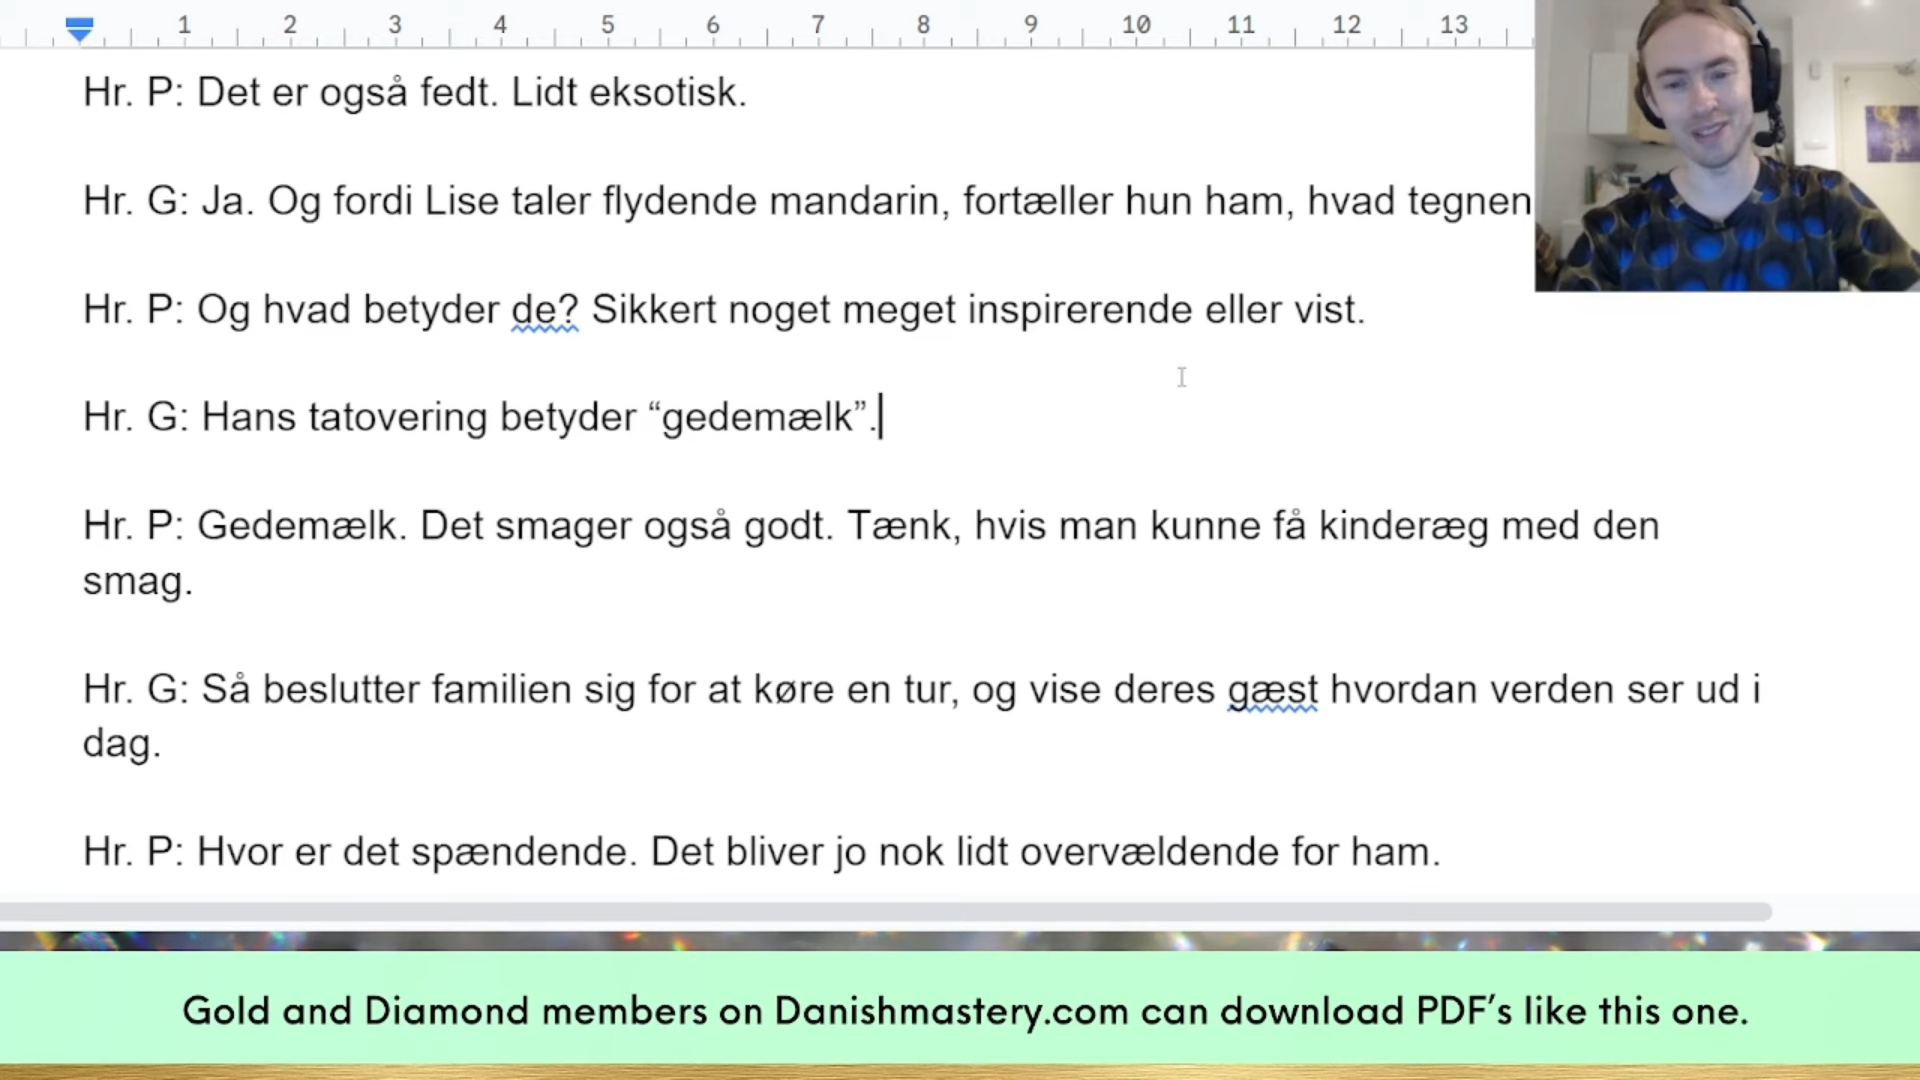 1 2 3 4 5 6 7 8 9 10 11 12 13
Hr. P: Det er også fedt. Lidt eksotisk.
Hr. G: Ja. Og fordi Lise taler flydende mandarin, fortæller hun ham, hvad tegnen
Hr. P: Og hvad betyder de? Sikkert noget meget inspirerende eller vist.
Hr. G: Hans tatovering betyder “gedemælk”.
Hr. P: Gedemælk. Det smager også godt. Tænk, hvis man kunne få kinderæg med den
smag.
Hr. G: Så beslutter familien sig for at køre en tur, og vise deres gæst hvordan verden ser ud i
dag.
Hr. P: Hvor er det spændende. Det bliver jo nok lidt overvældende for ham.
Gold and Diamond members on Danishmastery.com can download PDF’s like this one.